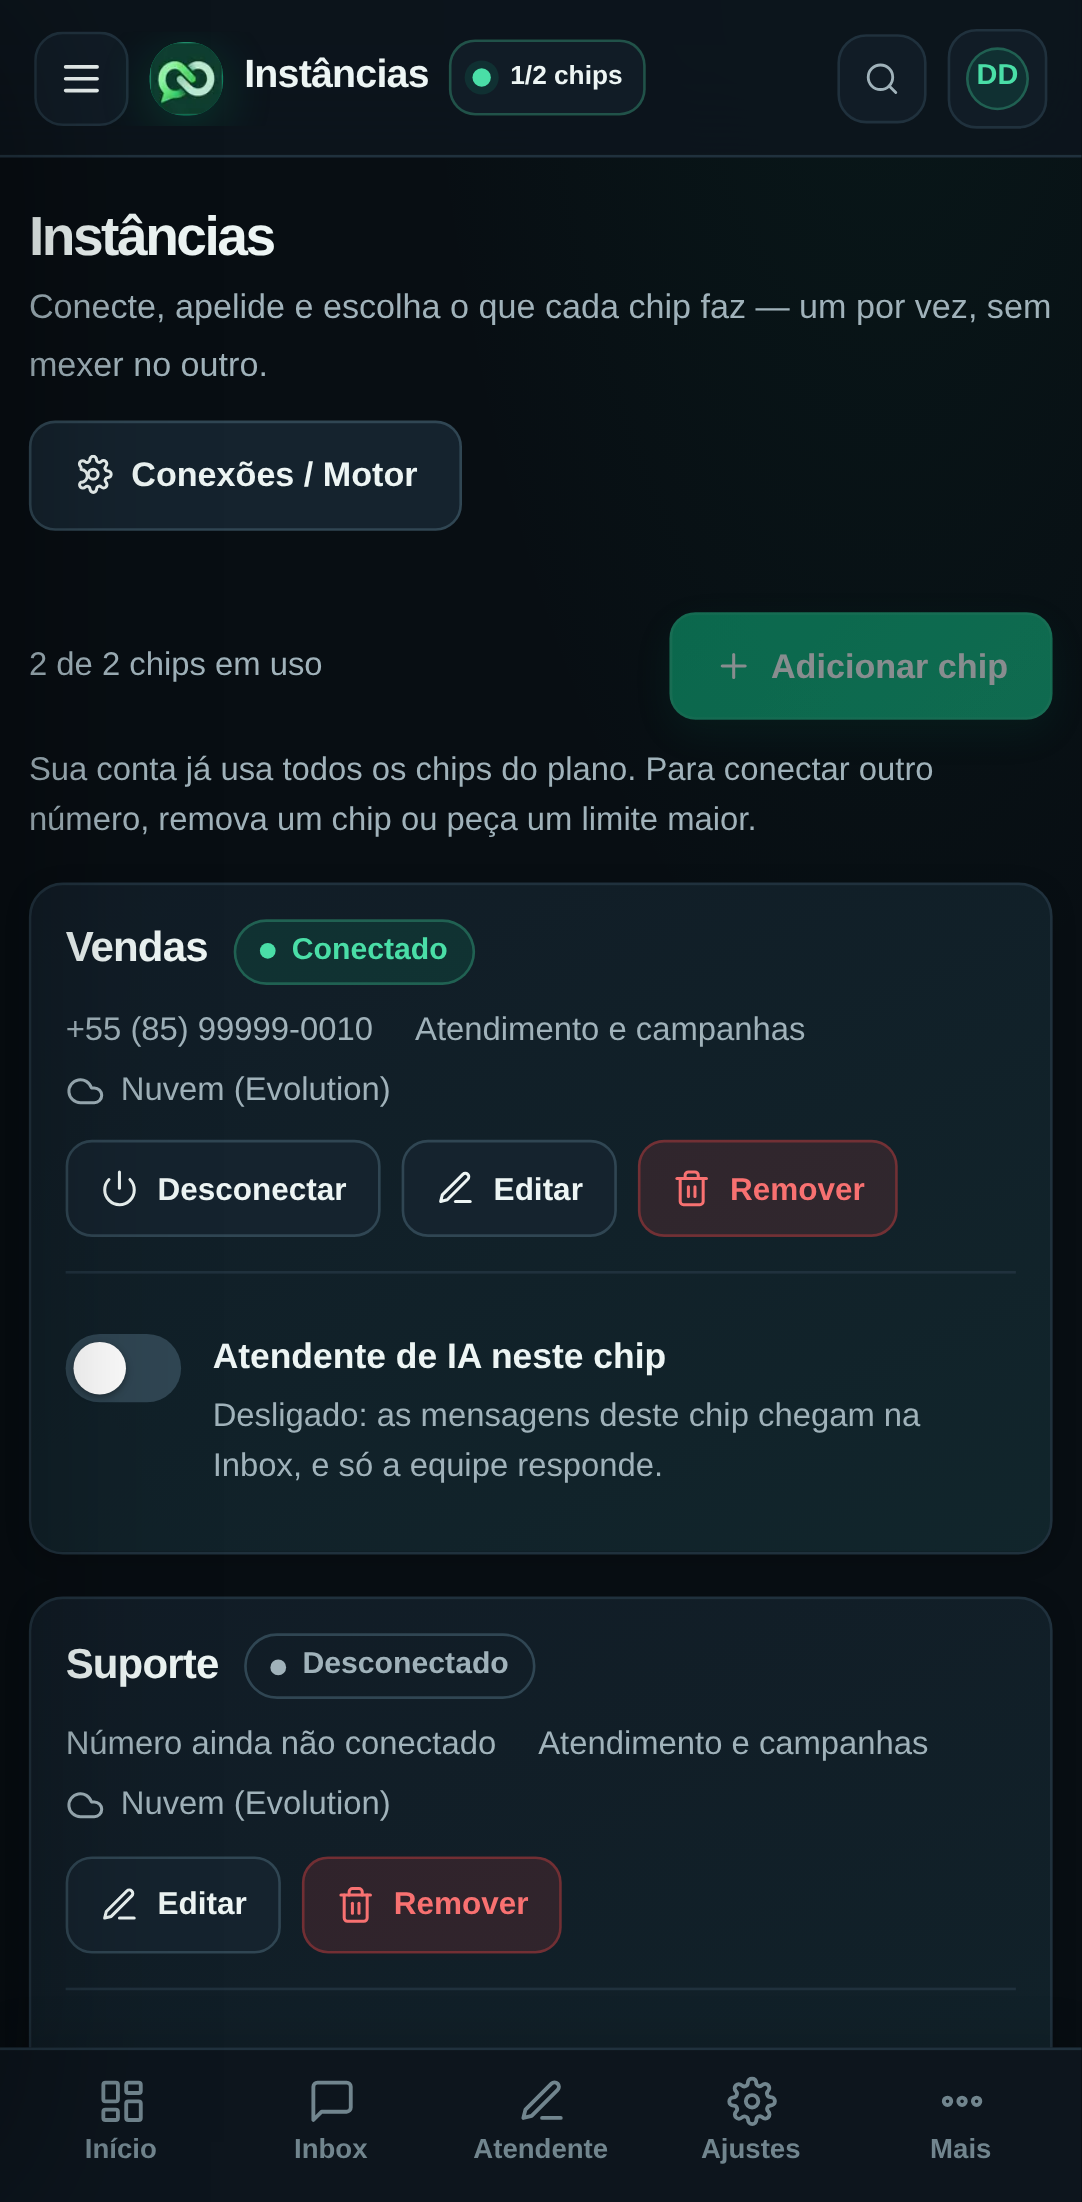 Instâncias
1/2 chips
DD
Instâncias
Conecte, apelide e escolha o que cada chip faz — um por vez, sem
mexer no outro.
Conexões / Motor
2 de 2 chips em uso
Adicionar chip
Sua conta já usa todos os chips do plano. Para conectar outro
número, remova um chip ou peça um limite maior.
Vendas
Conectado
+55 (85) 99999-0010
Atendimento e campanhas
Nuvem (Evolution)
Desconectar
Editar
Remover
Atendente de IA neste chip
Desligado: as mensagens deste chip chegam na
Inbox, e só a equipe responde.
Suporte
Desconectado
Número ainda não conectado
Atendimento e campanhas
Nuvem (Evolution)
Editar
Remover
Início
Inbox
Atendente
Ajustes
Mais